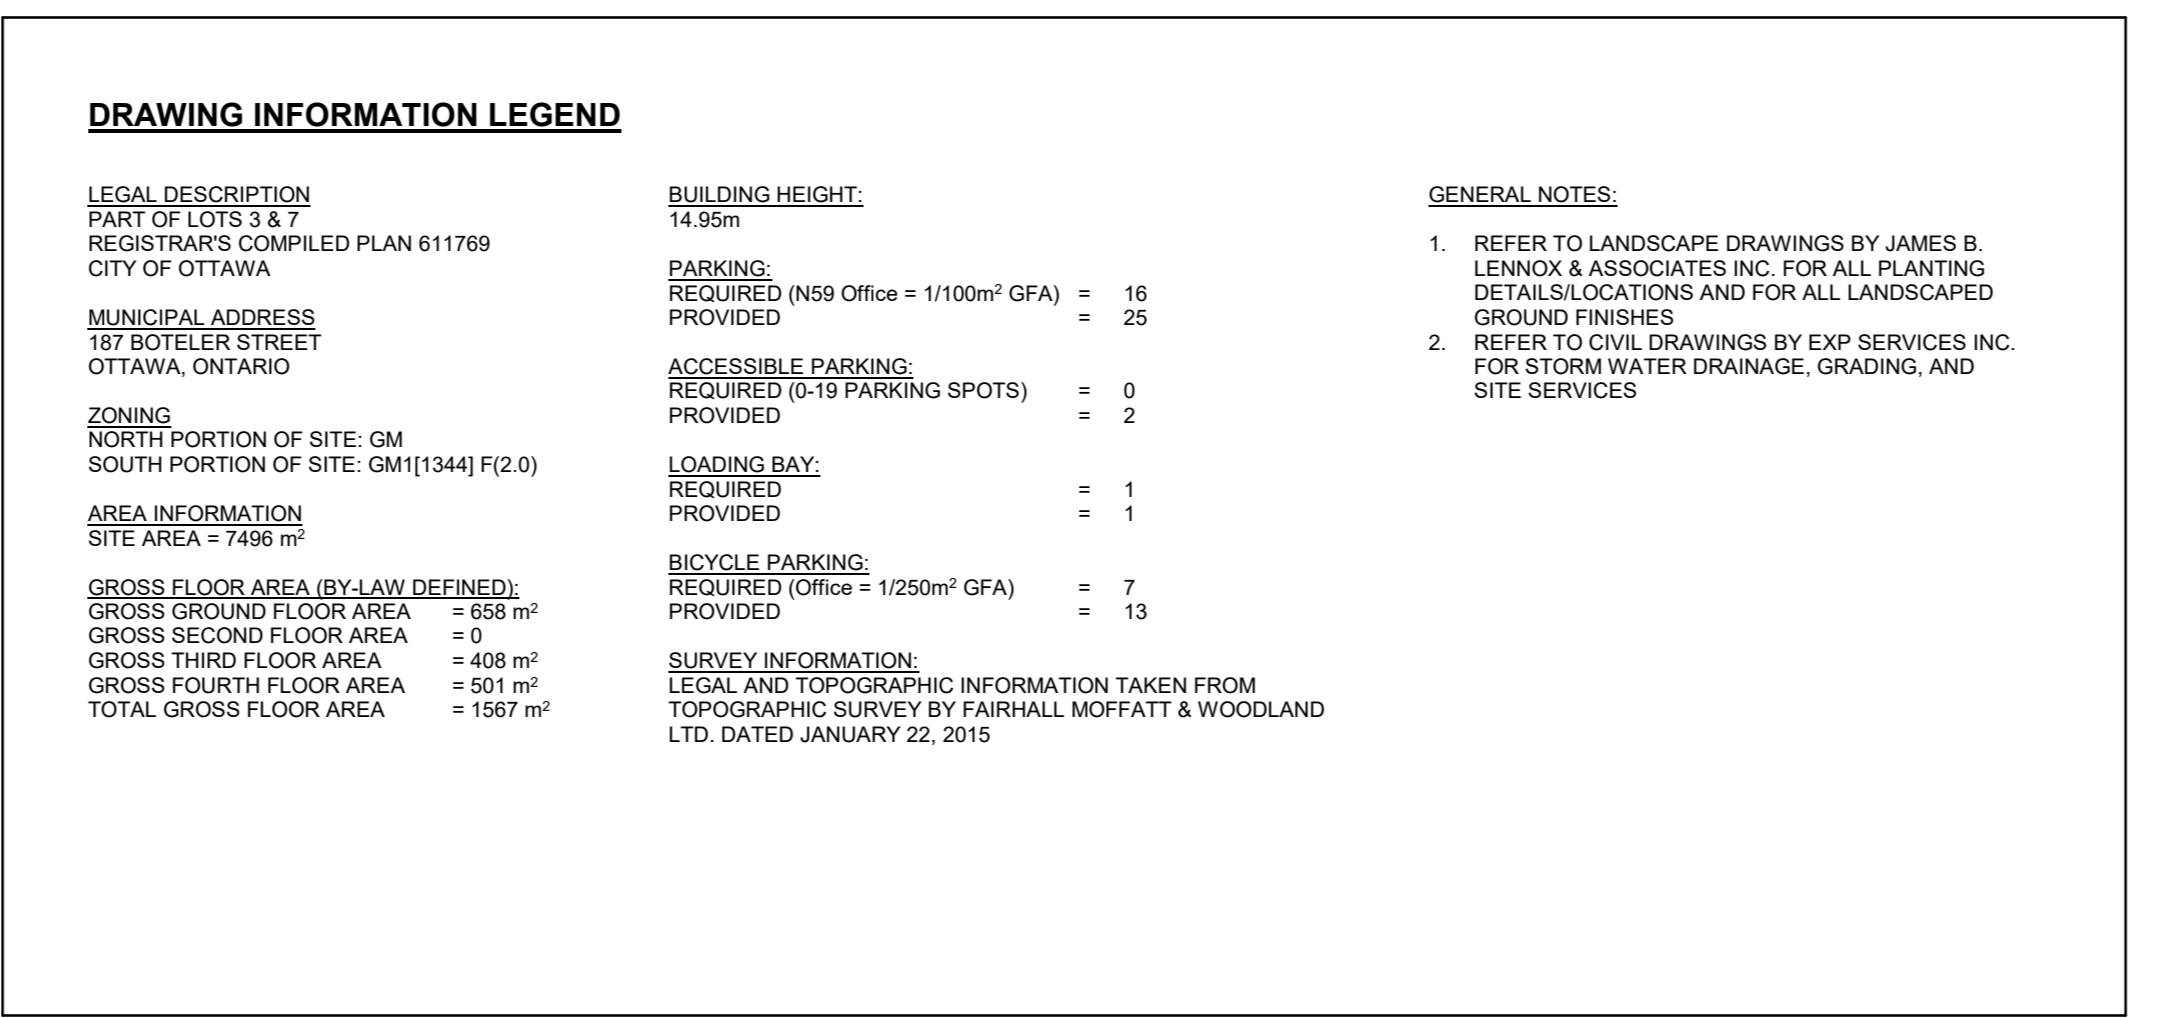 DRAWING INFORMATION LEGEND
LEGAL DESCRIPTION
PART OF LOTS 3 & 7
REGISTRAR'S COMPILED PLAN 611769
CITY OF OTTAWA
MUNICIPAL ADDRESS
187 BOTELER STREET
OTTAWA, ONTARIO
ZONING
NORTH PORTION OF SITE: GM
SOUTH PORTION OF SITE: GM1[1344] F(2.0)
AREA INFORMATION
SITE AREA = 7496 m²
GROSS FLOOR AREA (BY-LAW DEFINED):
GROSS GROUND FLOOR AREA = 658 m²
GROSS SECOND FLOOR AREA = 0
GROSS THIRD FLOOR AREA = 408 m²
GROSS FOURTH FLOOR AREA = 501 m²
TOTAL GROSS FLOOR AREA = 1567 m²
BUILDING HEIGHT:
14.95m
PARKING:
REQUIRED (N59 Office = 1/100m² GFA) = 16
PROVIDED = 25
ACCESSIBLE PARKING:
REQUIRED (0-19 PARKING SPOTS) = 0
PROVIDED = 2
LOADING BAY:
REQUIRED = 1
PROVIDED = 1
BICYCLE PARKING:
REQUIRED (Office = 1/250m² GFA) = 7
PROVIDED = 13
SURVEY INFORMATION:
LEGAL AND TOPOGRAPHIC INFORMATION TAKEN FROM
TOPOGRAPHIC SURVEY BY FAIRHALL MOFFATT & WOODLAND
LTD. DATED JANUARY 22, 2015
GENERAL NOTES:
1. REFER TO LANDSCAPE DRAWINGS BY JAMES B.
LENNOX & ASSOCIATES INC. FOR ALL PLANTING
DETAILS/LOCATIONS AND FOR ALL LANDSCAPED
GROUND FINISHES
2. REFER TO CIVIL DRAWINGS BY EXP SERVICES INC.
FOR STORM WATER DRAINAGE, GRADING, AND
SITE SERVICES